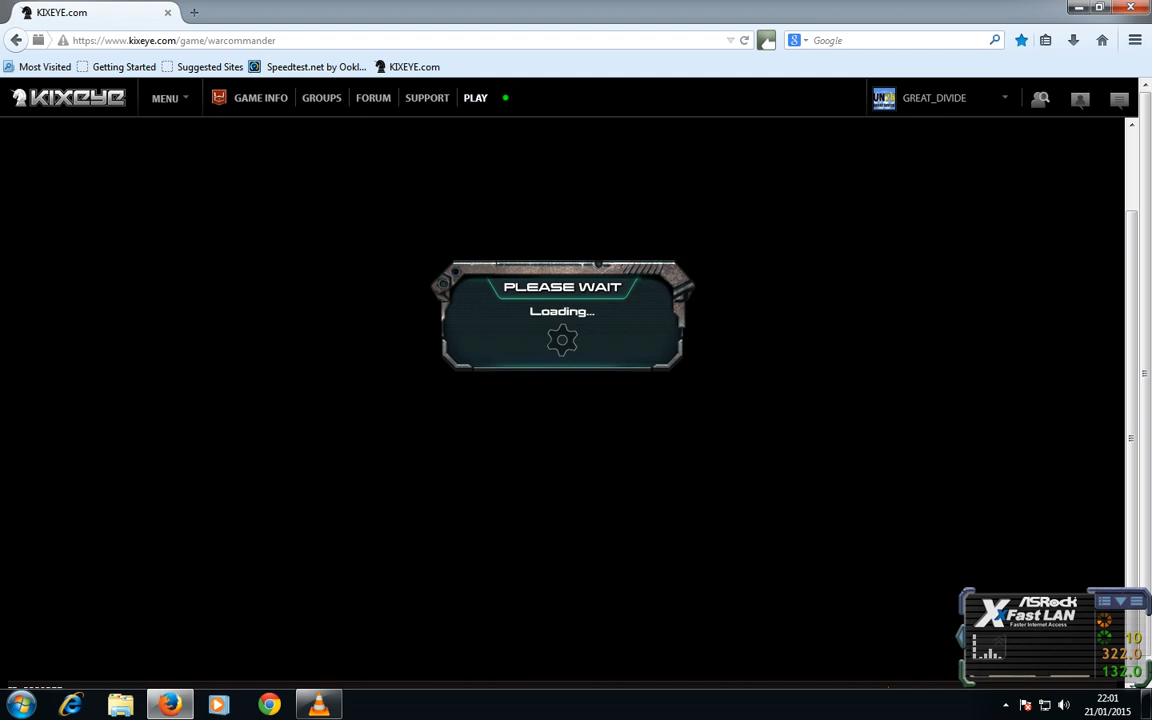 KIXEYE.com
https://www.kixeye.com/game/warcommander
Google
Most Visited
Getting Started
Suggested Sites
Speedtest.net by Ookl...
KIXEYE.com
KIXEYE
MENU
GAME INFO
GROUPS
FORUM
SUPPORT
PLAY
GREAT_DIVIDE
PLEASE WAIT
Loading...
ASRock
XFast LAN
Faster Internet Access
10
322.0
132.0
22:01
21/01/2015